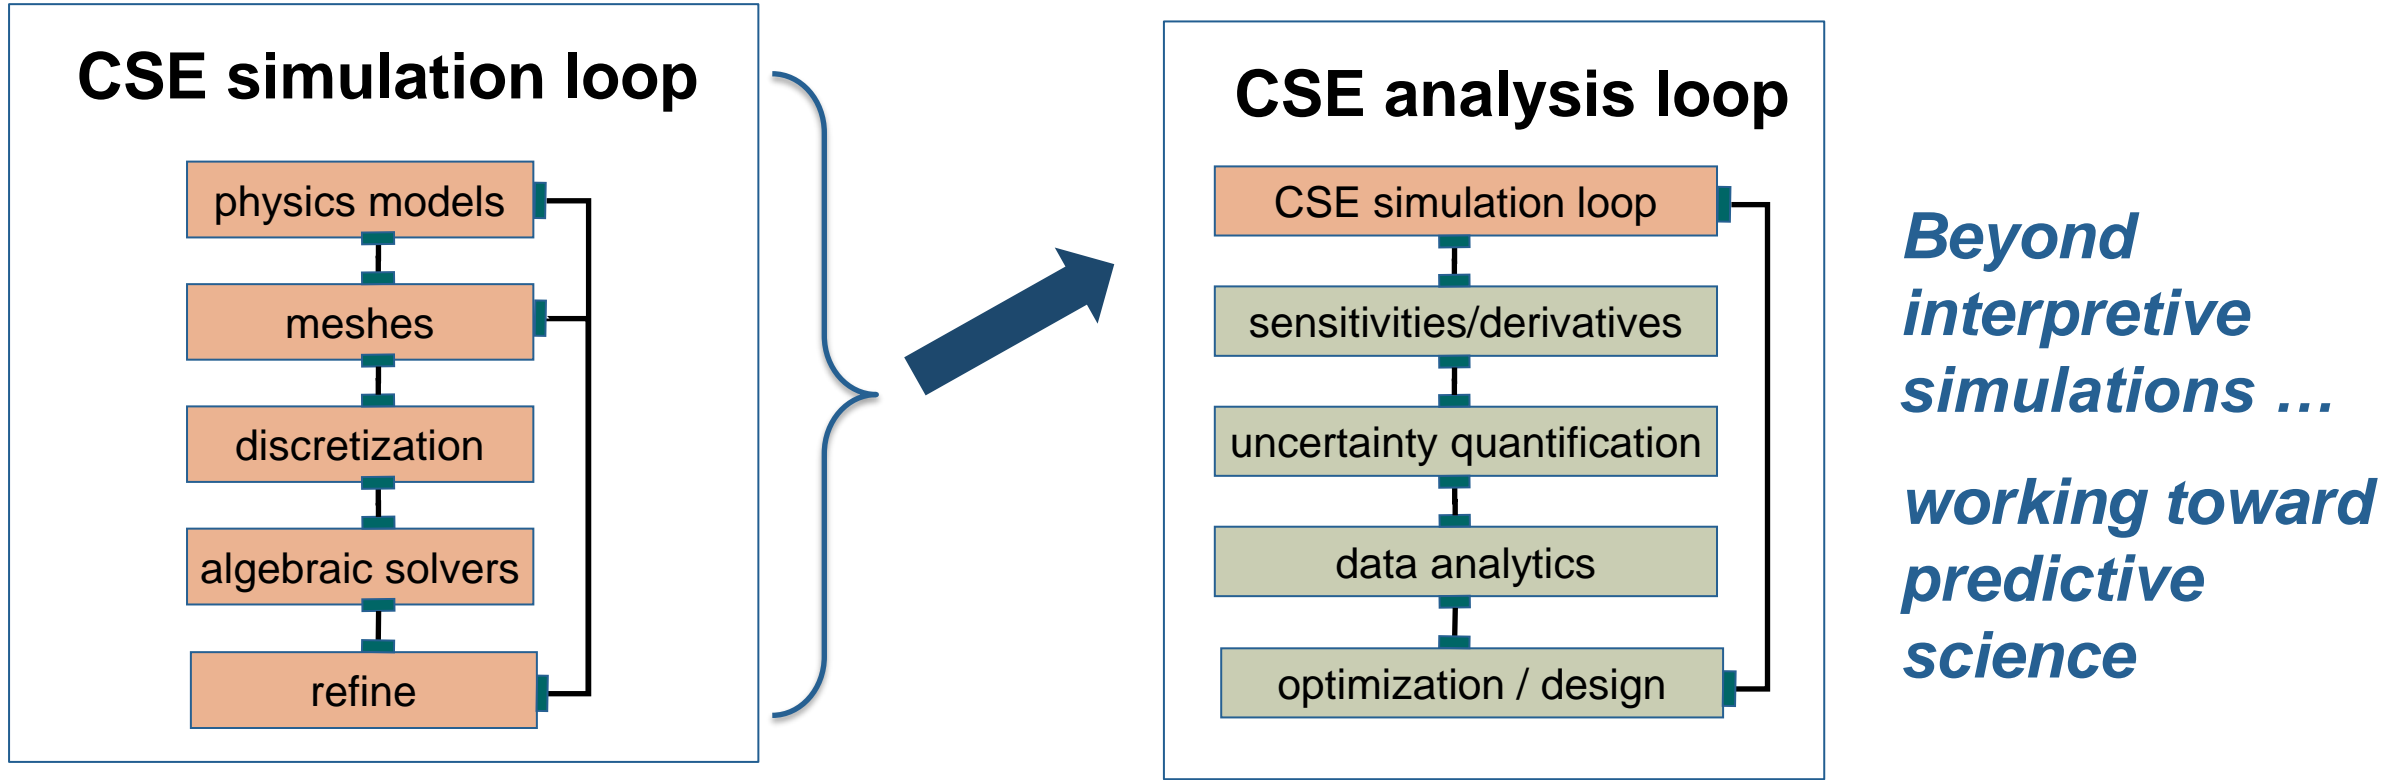 CSE simulation loop
physics models
meshes
discretization
algebraic solvers
refine
CSE analysis loop
CSE simulation loop
sensitivities/derivatives
uncertainty quantification
data analytics
optimization / design
Beyond
interpretive
simulations …
working toward
predictive
science